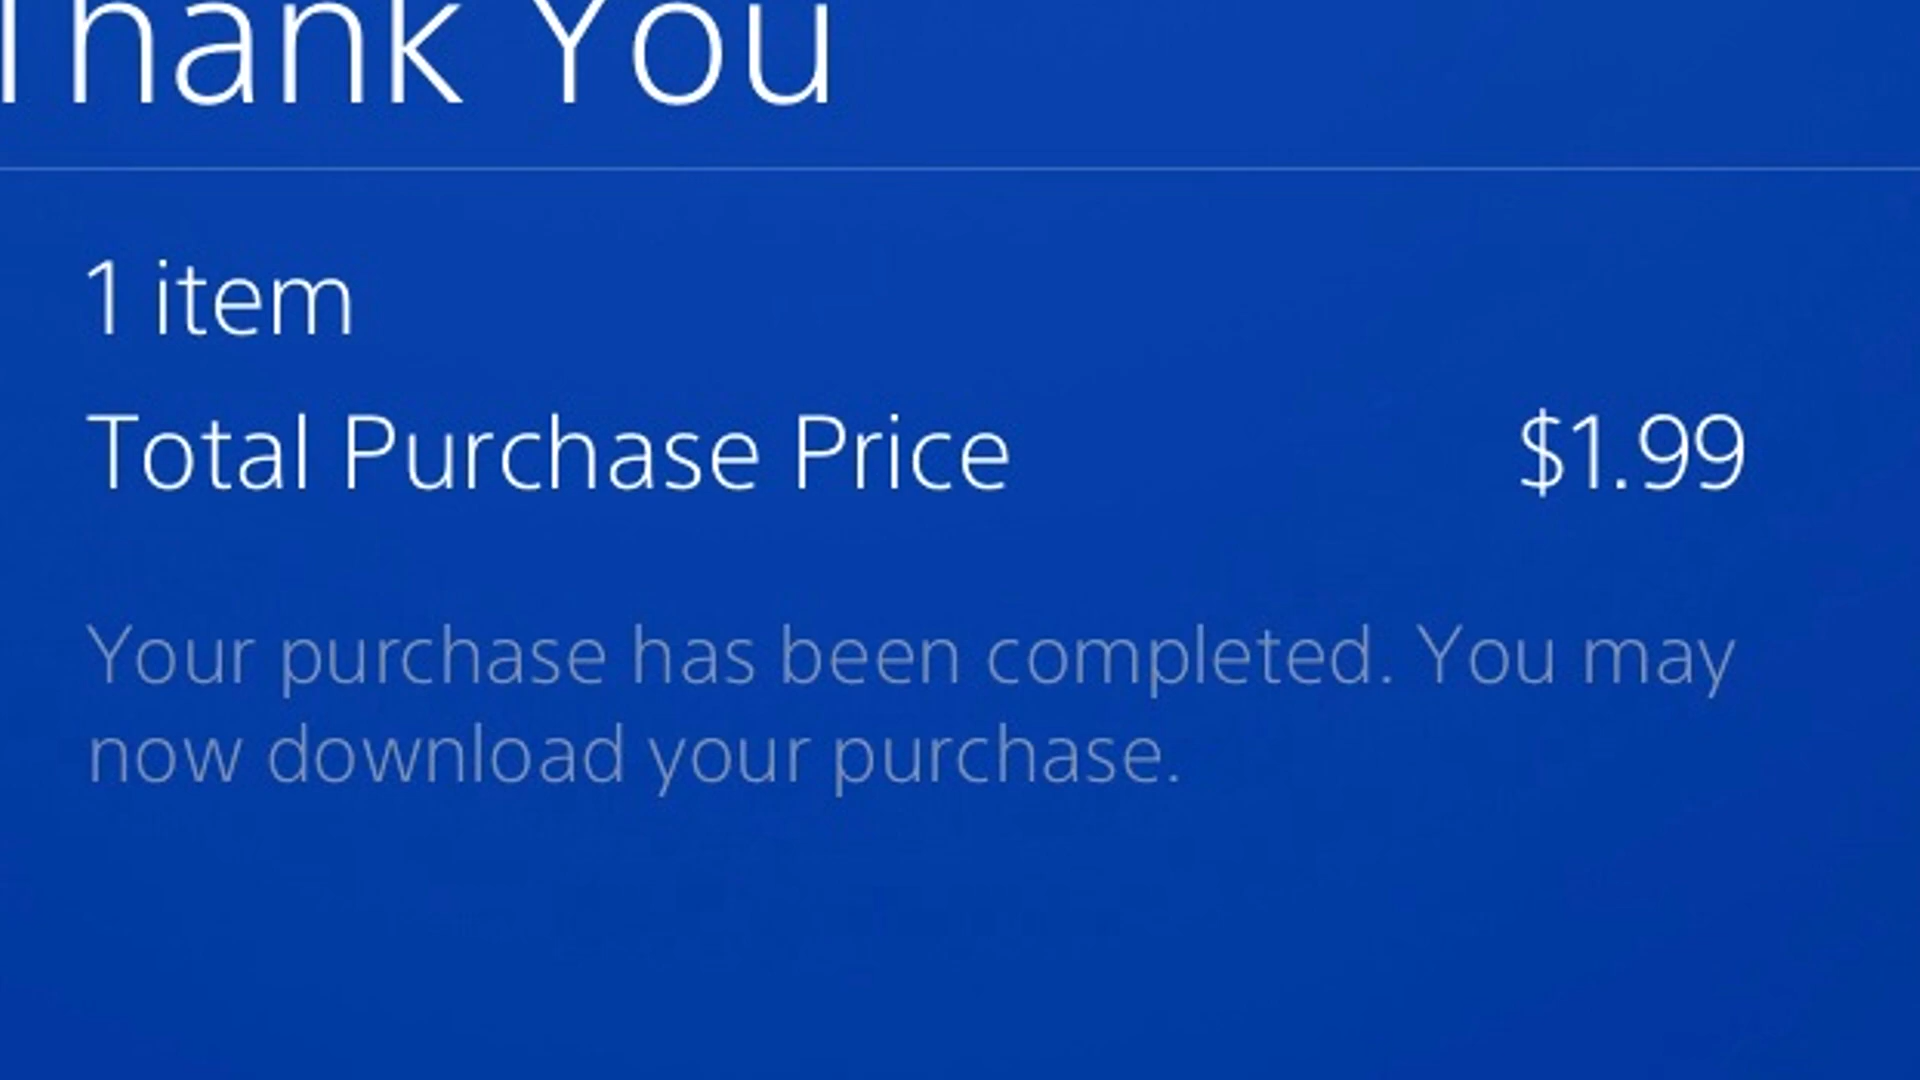 Thank You
1 item
Total Purchase Price $1.99
Your purchase has been completed. You may
now download your purchase.